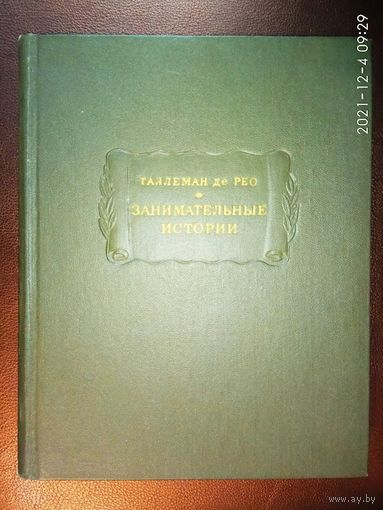 ТАЛЛЕМАН де РЕО
ЗАНИМАТЕЛЬНЫЕ
ИСТОРИИ
2021-12-4 09:29
www.ay.by